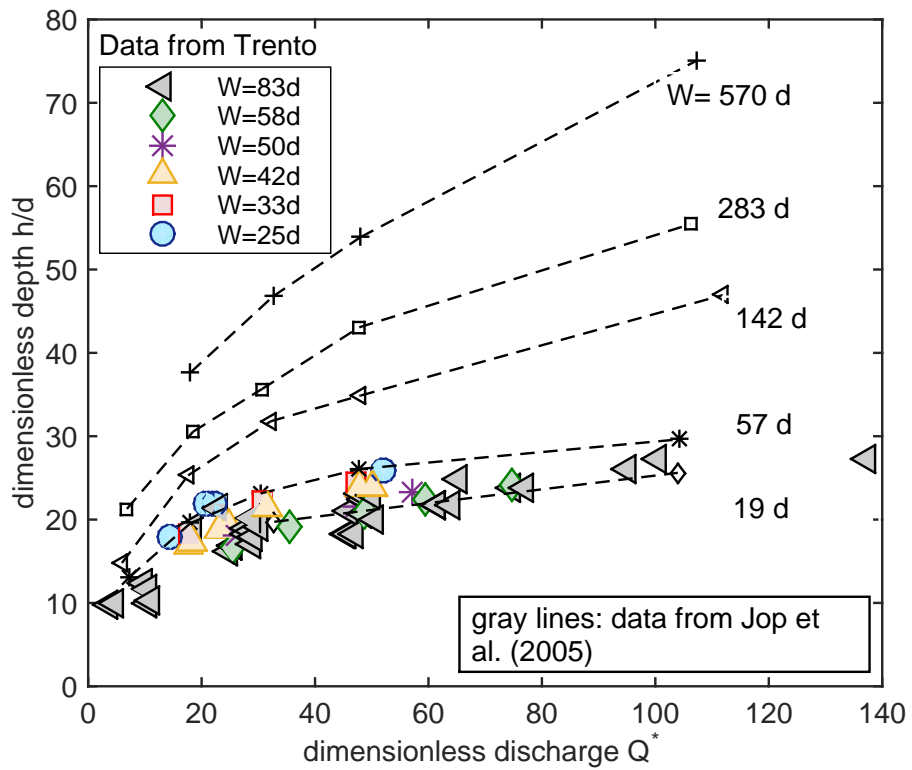 80
70
60
50
40
30
20
10
0
dimensionless depth h/d
Data from Trento
W=83d
W=58d
W=50d
W=42d
W=33d
W=25d
W= 570 d
283 d
142 d
57 d
19 d
gray lines: data from Jop et
al. (2005)
0 20 40 60 80 100 120 140
dimensionless discharge Q*